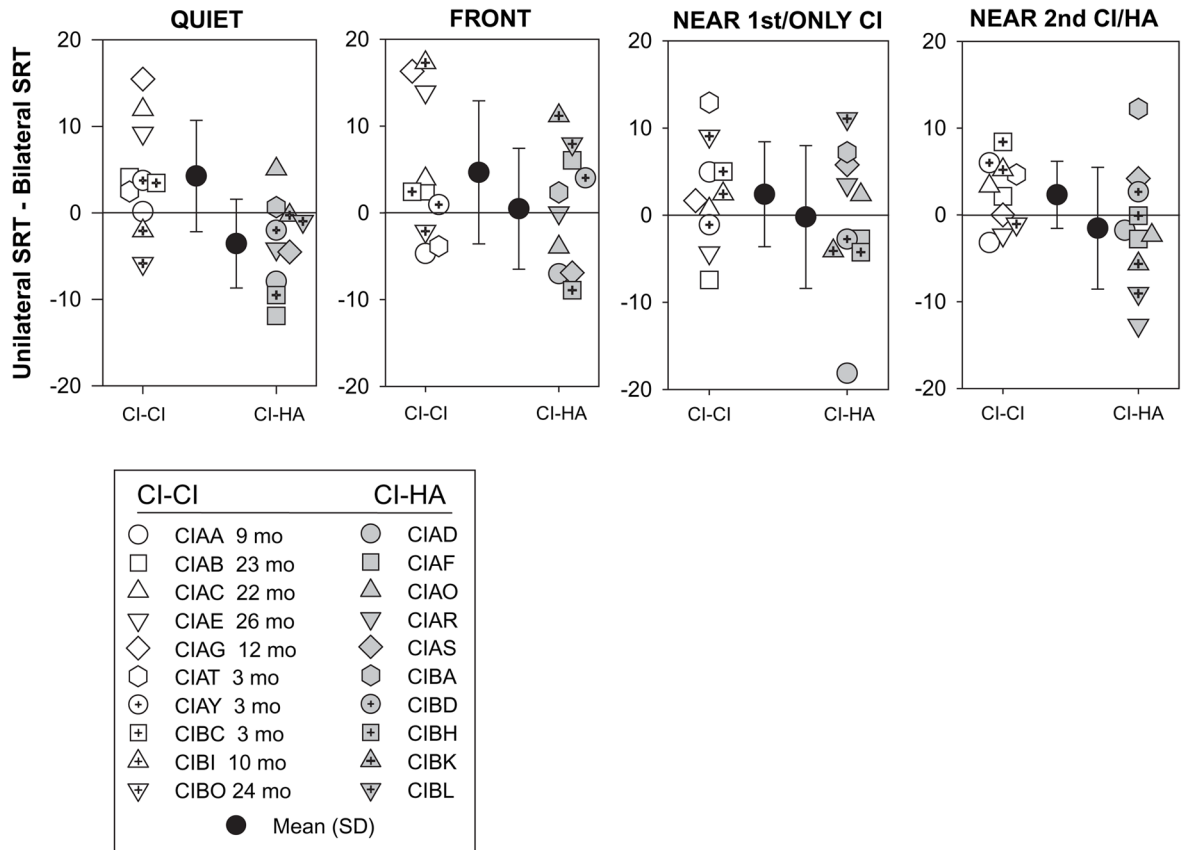 QUIET FRONT NEAR 1st/ONLY CI NEAR 2nd CI/HA
Unilateral SRT - Bilateral SRT
20 20 20 20
10 10 10 10
0 0 0 0
-10 -10 -10 -10
-20 -20 -20 -20
CI-CI CI-HA CI-CI CI-HA CI-CI CI-HA CI-CI CI-HA
CI-CI CI-HA
CIAA 9 mo CIAD
CIAB 23 mo CIAF
CIAC 22 mo CIAO
CIAE 26 mo CIAR
CIAG 12 mo CIAS
CIAT 3 mo CIBA
CIAY 3 mo CIBD
CIBC 3 mo CIBH
CIBI 10 mo CIBK
CIBO 24 mo CIBL
Mean (SD)